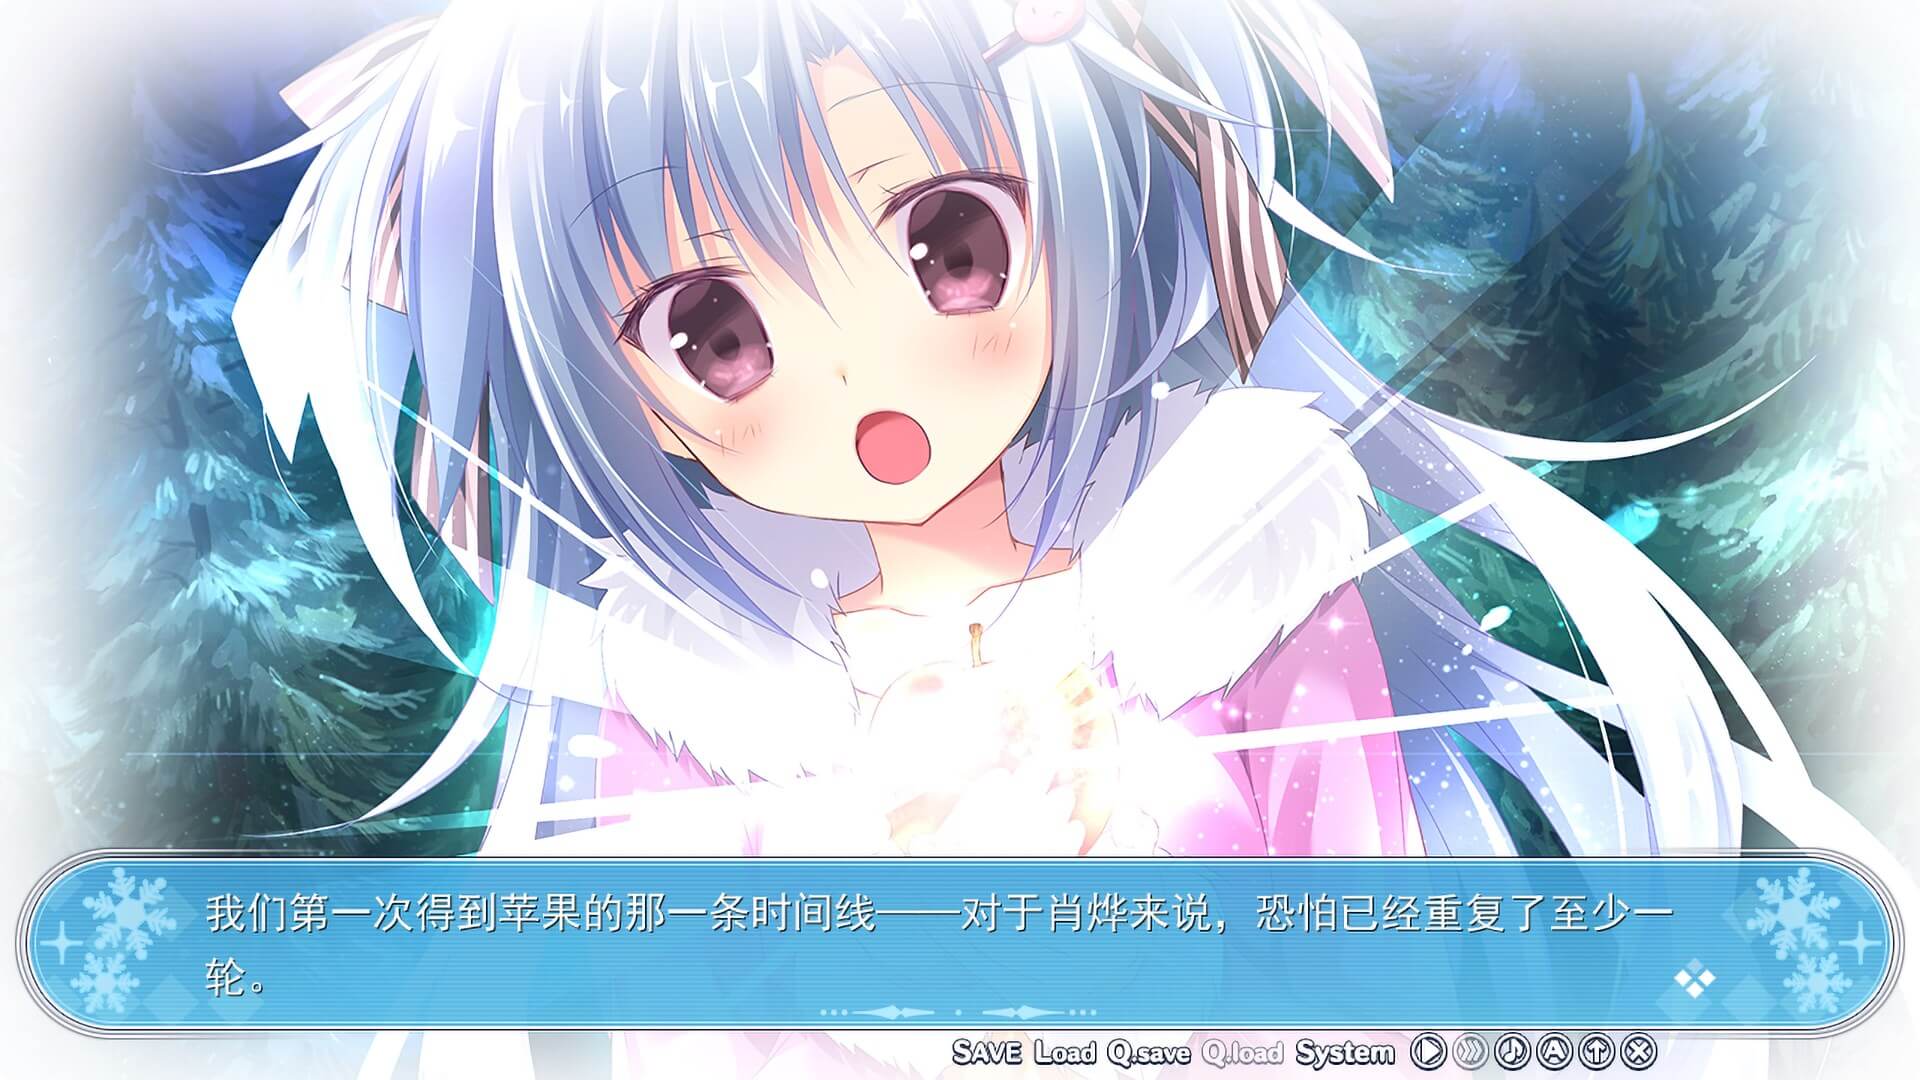 我们第一次得到苹果的那一条时间线——对于肖烨来说，恐怕已经重复了至少一
轮。
SAVE Load Q.save Q.load System